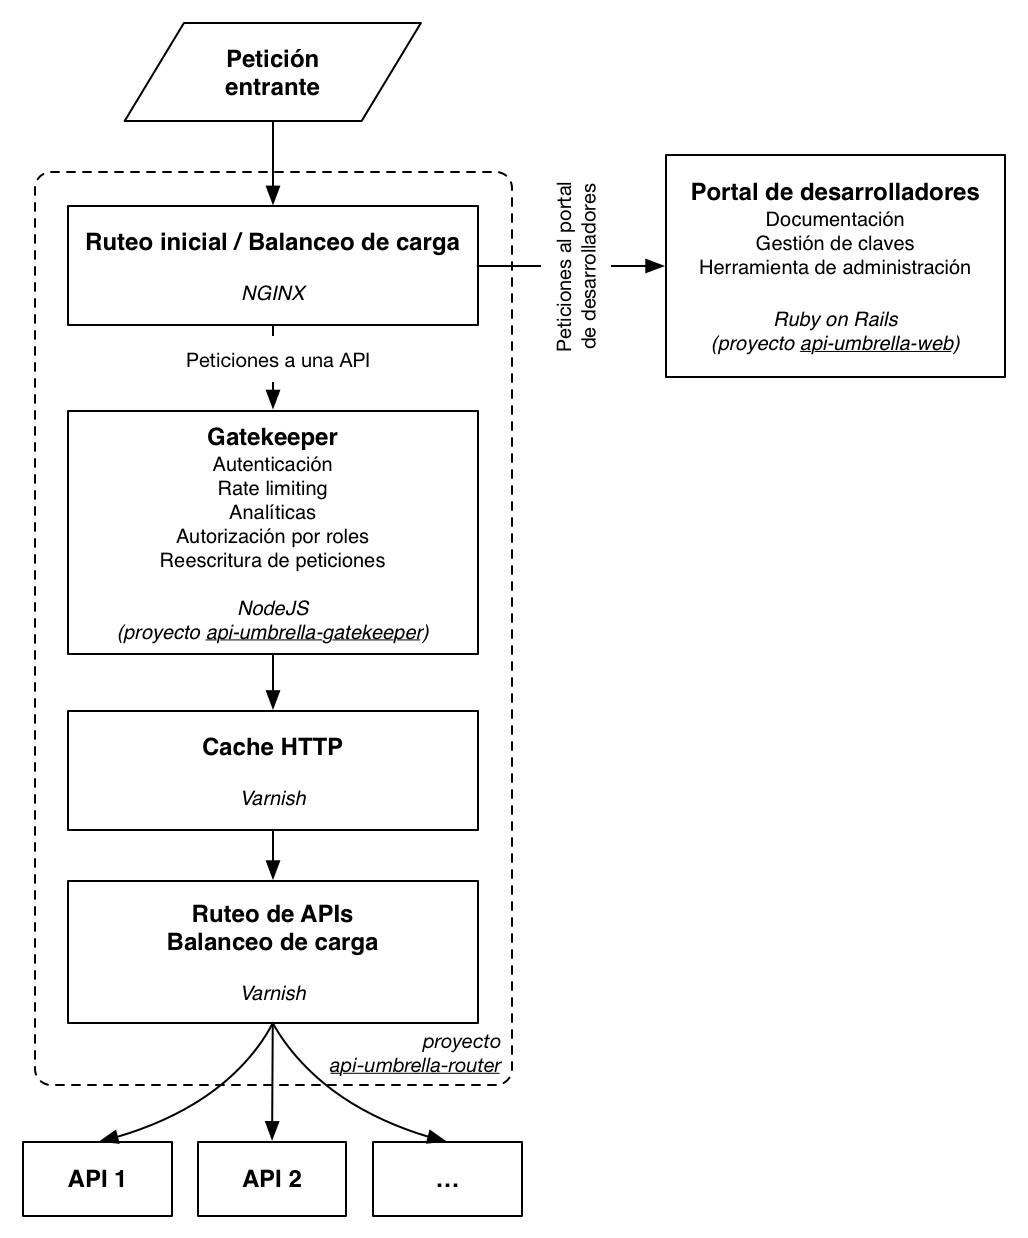 Petición
entrante
Ruteo inicial / Balanceo de carga
NGINX
Peticiones al portal
de desarrolladores
Portal de desarrolladores
Documentación
Gestión de claves
Herramienta de administración
Ruby on Rails
(proyecto api-umbrella-web)
Peticiones a una API
Gatekeeper
Autenticación
Rate limiting
Analíticas
Autorización por roles
Reescritura de peticiones
NodeJS
(proyecto api-umbrella-gatekeeper)
Cache HTTP
Varnish
Ruteo de APIs
Balanceo de carga
Varnish
proyecto
api-umbrella-router
API 1
API 2
...